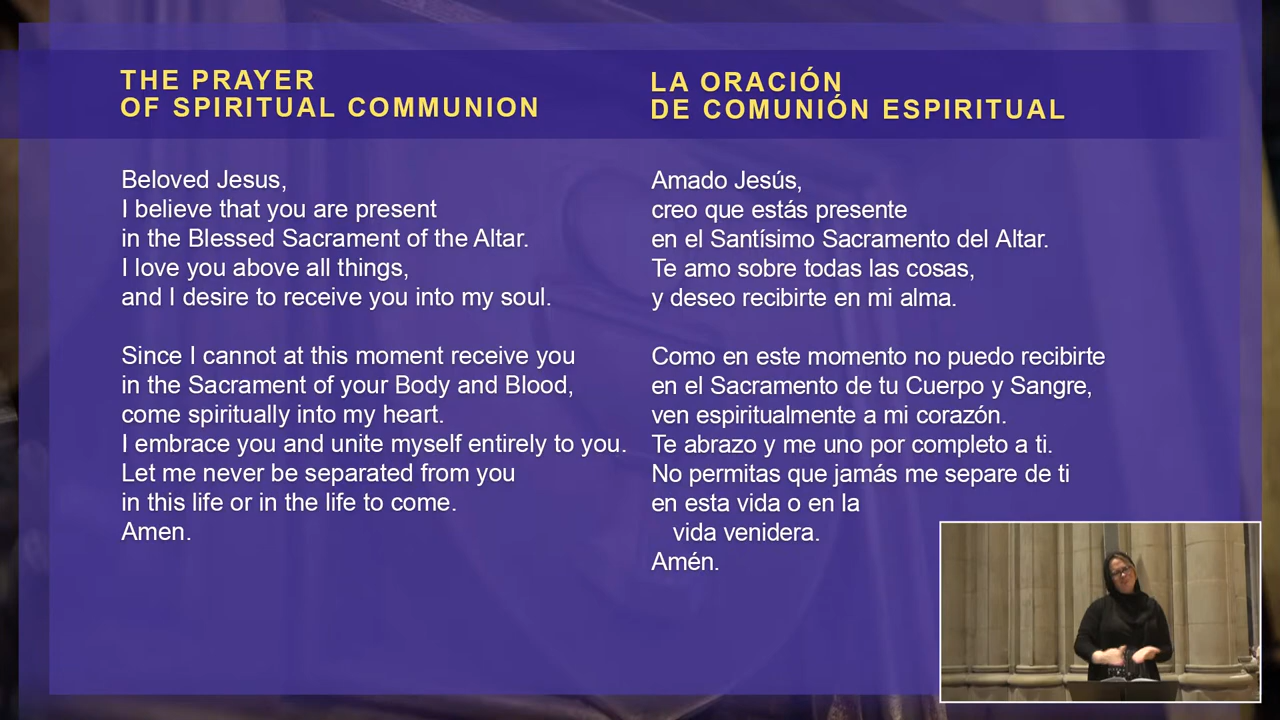 THE PRAYER
OF SPIRITUAL COMMUNION
Beloved Jesus,
I believe that you are present
in the Blessed Sacrament of the Altar.
I love you above all things,
and I desire to receive you into my soul.
Since I cannot at this moment receive you
in the Sacrament of your Body and Blood,
come spiritually into my heart.
I embrace you and unite myself entirely to you.
Let me never be separated from you
in this life or in the life to come.
Amen.
LA ORACIÓN
DE COMUNIÓN ESPIRITUAL
Amado Jesús,
creo que estás presente
en el Santísimo Sacramento del Altar.
Te amo sobre todas las cosas,
y deseo recibirte en mi alma.
Como en este momento no puedo recibirte
en el Sacramento de tu Cuerpo y Sangre,
ven espiritualmente a mi corazón.
Te abrazo y me uno por completo a ti.
No permitas que jamás me separe de ti
en esta vida o en la
vida venidera.
Amén.